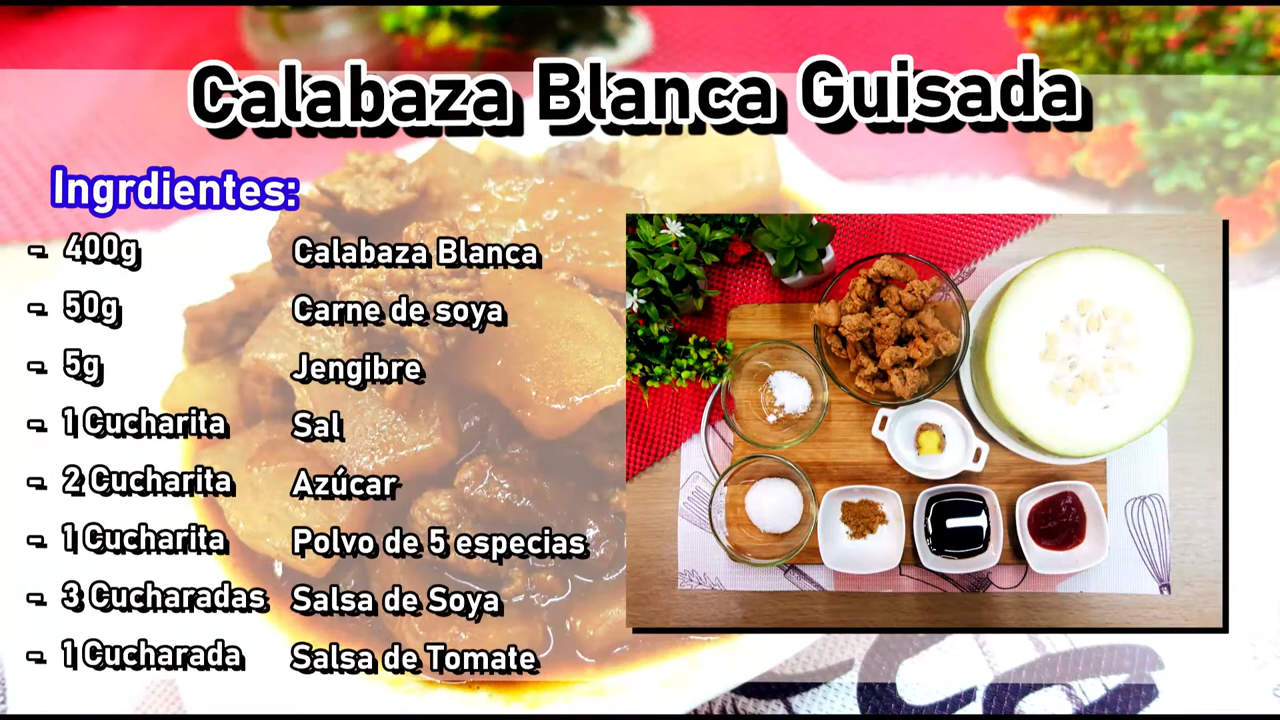 Calabaza Blanca Guisada
Ingrdientes:
- 400g Calabaza Blanca
- 50g Carne de soya
- 5g Jengibre
- 1 Cucharita Sal
- 2 Cucharita Azúcar
- 1 Cucharita Polvo de 5 especias
- 3 Cucharadas Salsa de Soya
- 1 Cucharada Salsa de Tomate